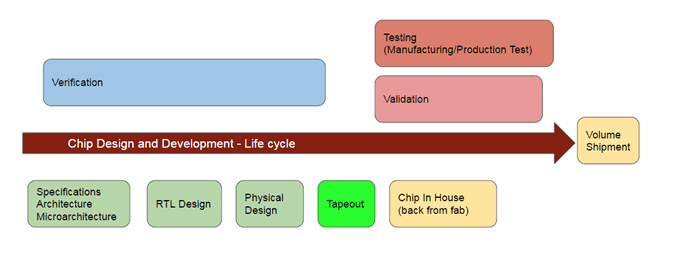 Testing
(Manufacturing/Production Test)
Verification
Validation
Chip Design and Development - Life cycle
Volume
Shipment
Specifications
Architecture
Microarchitecture
RTL Design
Physical
Design
Tapeout
Chip In House
(back from fab)